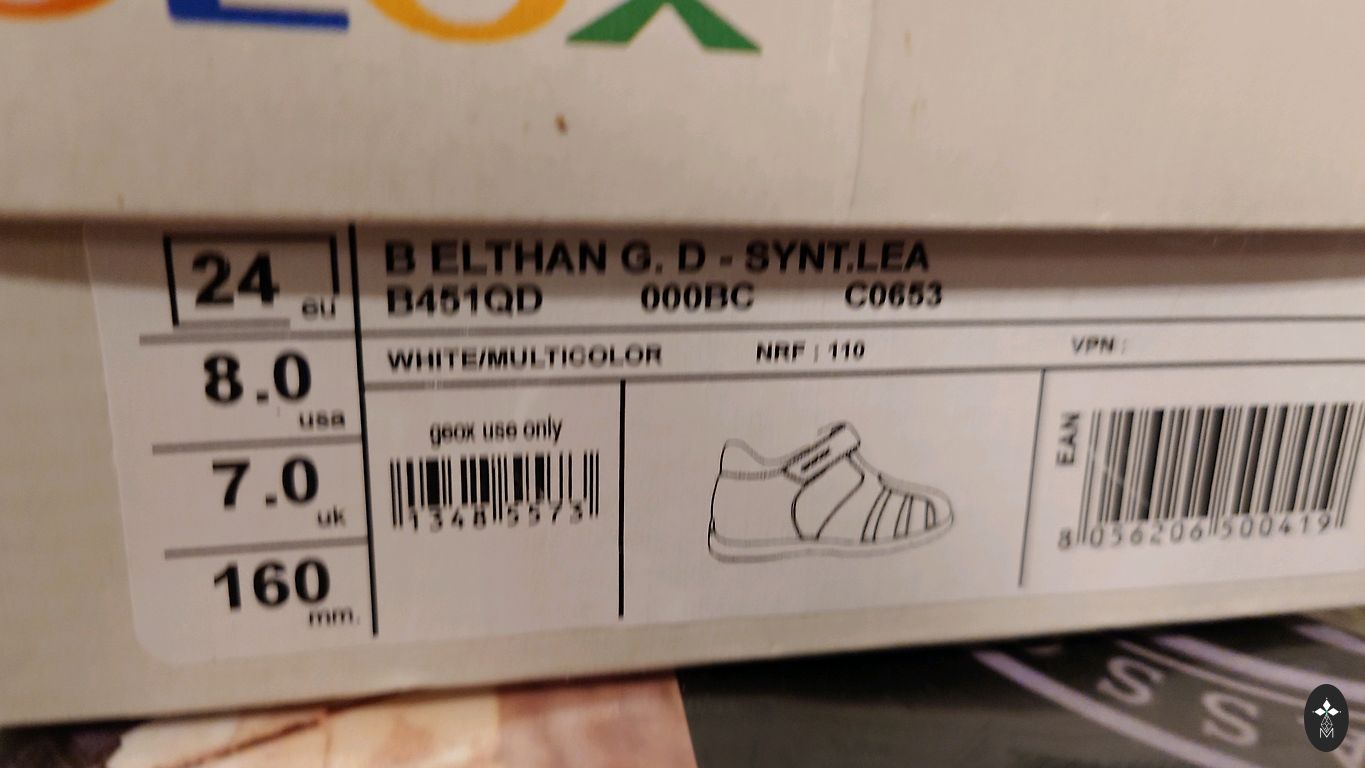 24 eu
8.0 usa
7.0 uk
160 mm.
B ELTHAN G. D - SYNT.LEA
B451QD 000BC C0653
WHITE/MULTICOLOR NRF : 110 VPN :
geox use only
13485573
EAN
8 056206 500419
M